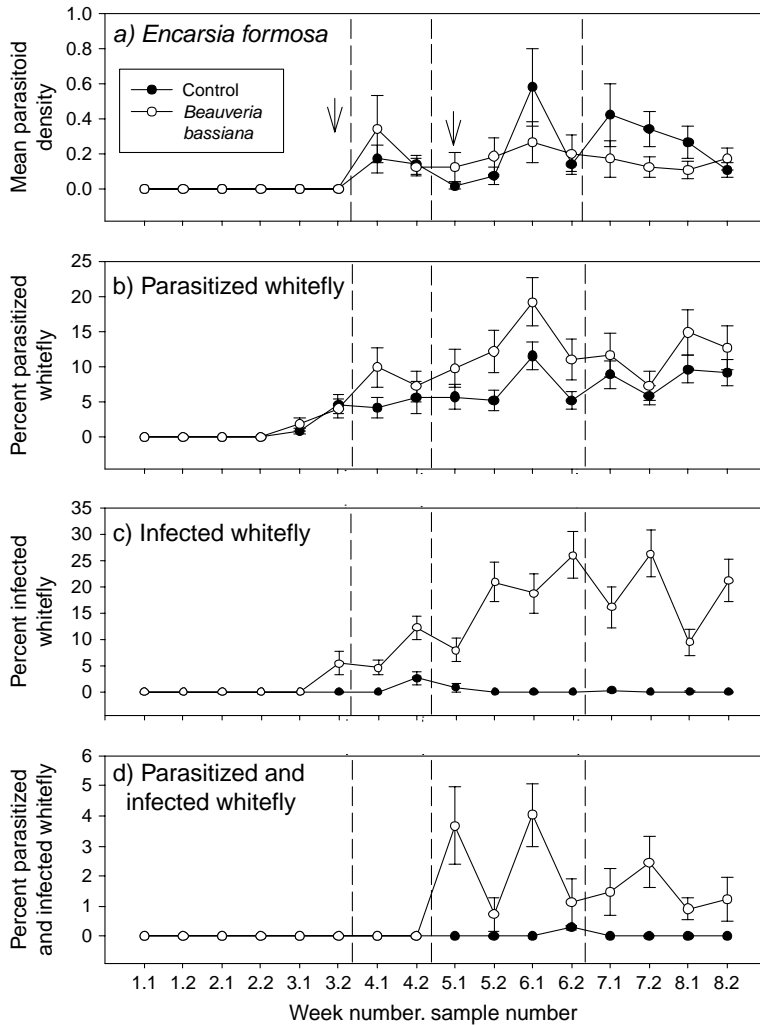 a) Encarsia formosa
Control
Beauveria
bassiana
Mean parasitoid
density
1.0
0.8
0.6
0.4
0.2
0.0
b) Parasitized whitefly
Percent parasitized
whitefly
25
20
15
10
5
0
c) Infected whitefly
Percent infected
whitefly
35
30
25
20
15
10
5
0
d) Parasitized and
infected whitefly
Percent parasitized
and infected whitefly
6
5
4
3
2
1
0
1.1 1.2 2.1 2.2 3.1 3.2 4.1 4.2 5.1 5.2 6.1 6.2 7.1 7.2 8.1 8.2
Week number. sample number